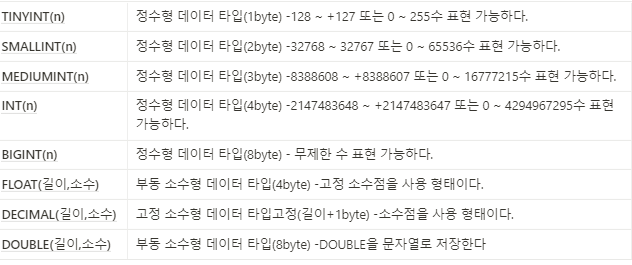 TINYINT(n) 정수형 데이터 타입(1byte) -128 ~ +127 또는 0 ~ 255수 표현 가능하다.
SMALLINT(n) 정수형 데이터 타입(2byte) -32768 ~ 32767 또는 0 ~ 65536수 표현 가능하다.
MEDIUMINT(n) 정수형 데이터 타입(3byte) -8388608 ~ +8388607 또는 0 ~ 16777215수 표현 가능하다.
INT(n) 정수형 데이터 타입(4byte) -2147483648 ~ +2147483647 또는 0 ~ 4294967295수 표현
가능하다.
BIGINT(n) 정수형 데이터 타입(8byte) - 무제한 수 표현 가능하다.
FLOAT(길이,소수) 부동 소수형 데이터 타입(4byte) -고정 소수점을 사용 형태이다.
DECIMAL(길이,소수) 고정 소수형 데이터 타입고정(길이+1byte) -소수점을 사용 형태이다.
DOUBLE(길이,소수) 부동 소수형 데이터 타입(8byte) -DOUBLE을 문자열로 저장한다